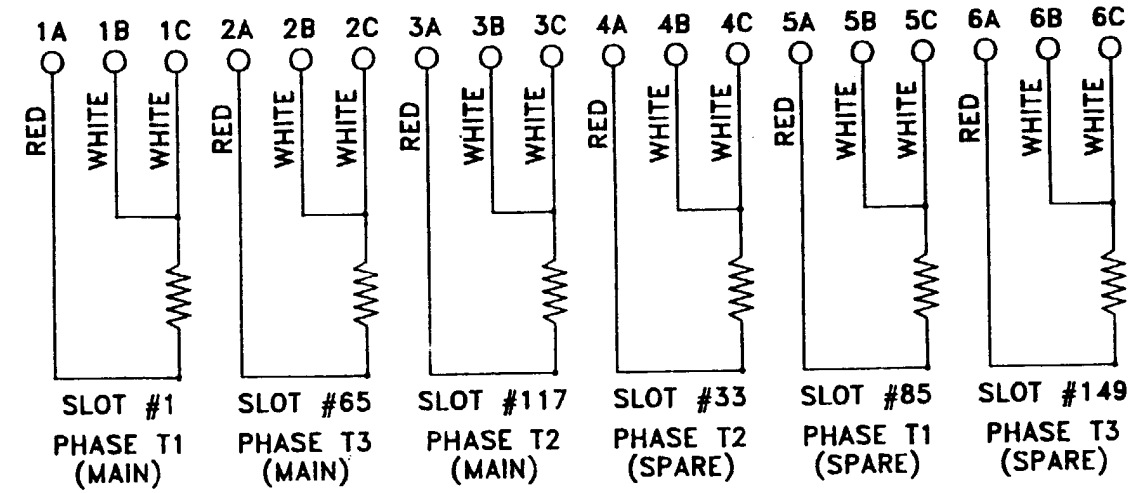 1A 1B 1C 2A 2B 2C 3A 3B 3C 4A 4B 4C 5A 5B 5C 6A 6B 6C
RED WHITE WHITE RED WHITE WHITE RED WHITE WHITE RED WHITE WHITE RED WHITE WHITE RED WHITE WHITE
SLOT #1 SLOT #65 SLOT #117 SLOT #33 SLOT #85 SLOT #149
PHASE T1 PHASE T3 PHASE T2 PHASE T2 PHASE T1 PHASE T3
(MAIN) (MAIN) (MAIN) (SPARE) (SPARE) (SPARE)